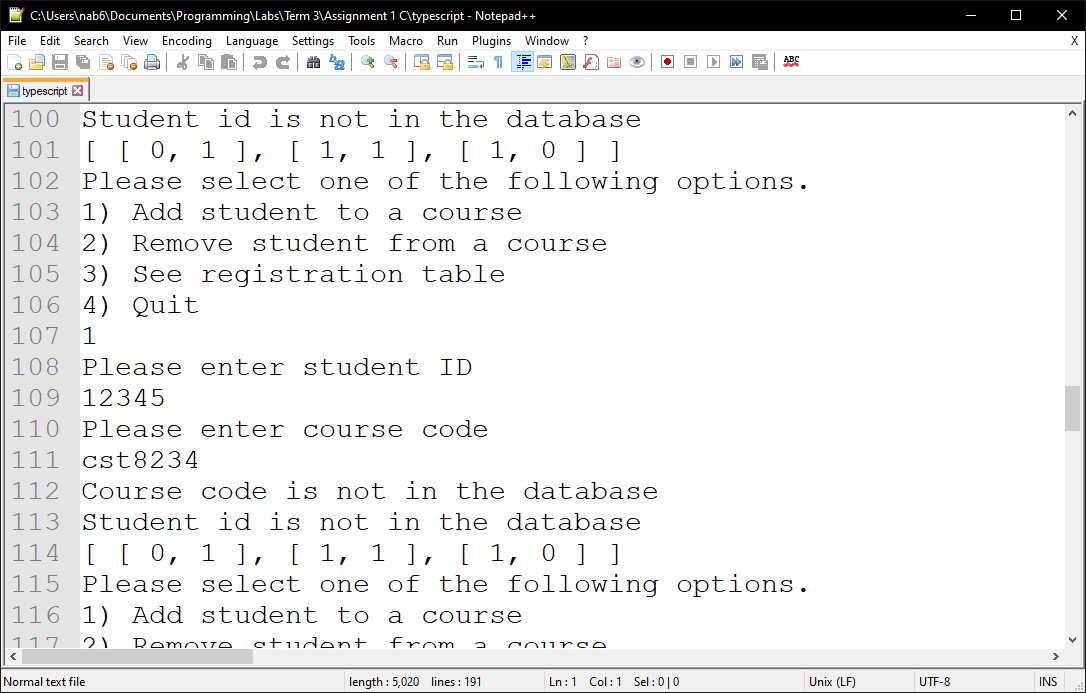 C:\Users\nab6\Documents\Programming\Labs\Term 3\Assignment 1 C\typescript - Notepad++
File Edit Search View Encoding Language Settings Tools Macro Run Plugins Window ? X
ABC
typescript
100 Student id is not in the database
101 [ [ 0, 1 ], [ 1, 1 ], [ 1, 0 ] ]
102 Please select one of the following options.
103 1) Add student to a course
104 2) Remove student from a course
105 3) See registration table
106 4) Quit
107 1
108 Please enter student ID
109 12345
110 Please enter course code
111 cst8234
112 Course code is not in the database
113 Student id is not in the database
114 [ [ 0, 1 ], [ 1, 1 ], [ 1, 0 ] ]
115 Please select one of the following options.
116 1) Add student to a course
117 2) Remove student from a course
Normal text file length : 5,020 lines : 191 Ln : 1 Col : 1 Sel : 0 | 0 Unix (LF) UTF-8 INS